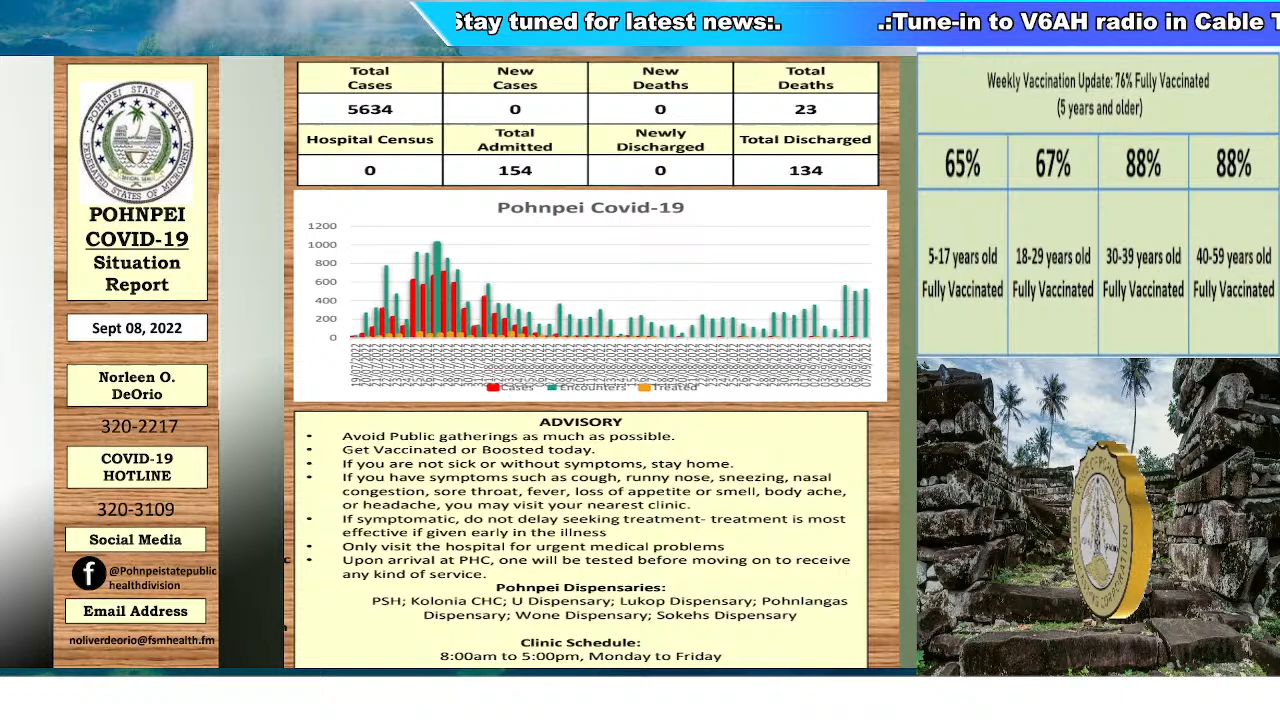 Stay tuned for latest news:.
.:Tune-in to V6AH radio in Cable T
POHNPEI STATE SEAL
FEDERATED STATES OF MICRONESIA
POHNPEI
COVID-19
Situation
Report
Sept 08, 2022
Norleen O.
DeOrio
320-2217
COVID-19
HOTLINE
320-3109
Social Media
f
@Pohnpeistatepublic
healthdivision
Email Address
noliverdeorio@fsmhealth.fm
Total Cases
New Cases
New Deaths
Total Deaths
5634
0
0
23
Hospital Census
Total Admitted
Newly Discharged
Total Discharged
0
154
0
134
Pohnpei Covid-19
1200
1000
800
600
400
200
0
Cases
Encounters
Treated
ADVISORY
• Avoid Public gatherings as much as possible.
• Get Vaccinated or Boosted today.
• If you are not sick or without symptoms, stay home.
• If you have symptoms such as cough, runny nose, sneezing, nasal
congestion, sore throat, fever, loss of appetite or smell, body ache,
or headache, you may visit your nearest clinic.
• If symptomatic, do not delay seeking treatment- treatment is most
effective if given early in the illness
• Only visit the hospital for urgent medical problems
• Upon arrival at PHC, one will be tested before moving on to receive
any kind of service.
Pohnpei Dispensaries:
PSH; Kolonia CHC; U Dispensary; Lukop Dispensary; Pohnlangas
Dispensary; Wone Dispensary; Sokehs Dispensary
Clinic Schedule:
8:00am to 5:00pm, Monday to Friday
Weekly Vaccination Update: 76% Fully Vaccinated
(5 years and older)
65%
67%
88%
88%
5-17 years old
Fully Vaccinated
18-29 years old
Fully Vaccinated
30-39 years old
Fully Vaccinated
40-59 years old
Fully Vaccinated